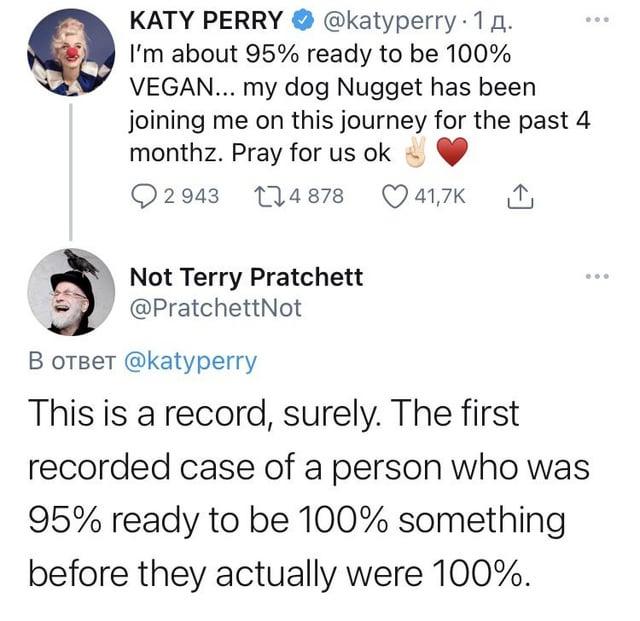 KATY PERRY @katyperry · 1 д.
I'm about 95% ready to be 100%
VEGAN... my dog Nugget has been
joining me on this journey for the past 4
monthz. Pray for us ok ✌🏻♥️
2 943 4 878 41,7K
Not Terry Pratchett
@PratchettNot
В ответ @katyperry
This is a record, surely. The first
recorded case of a person who was
95% ready to be 100% something
before they actually were 100%.